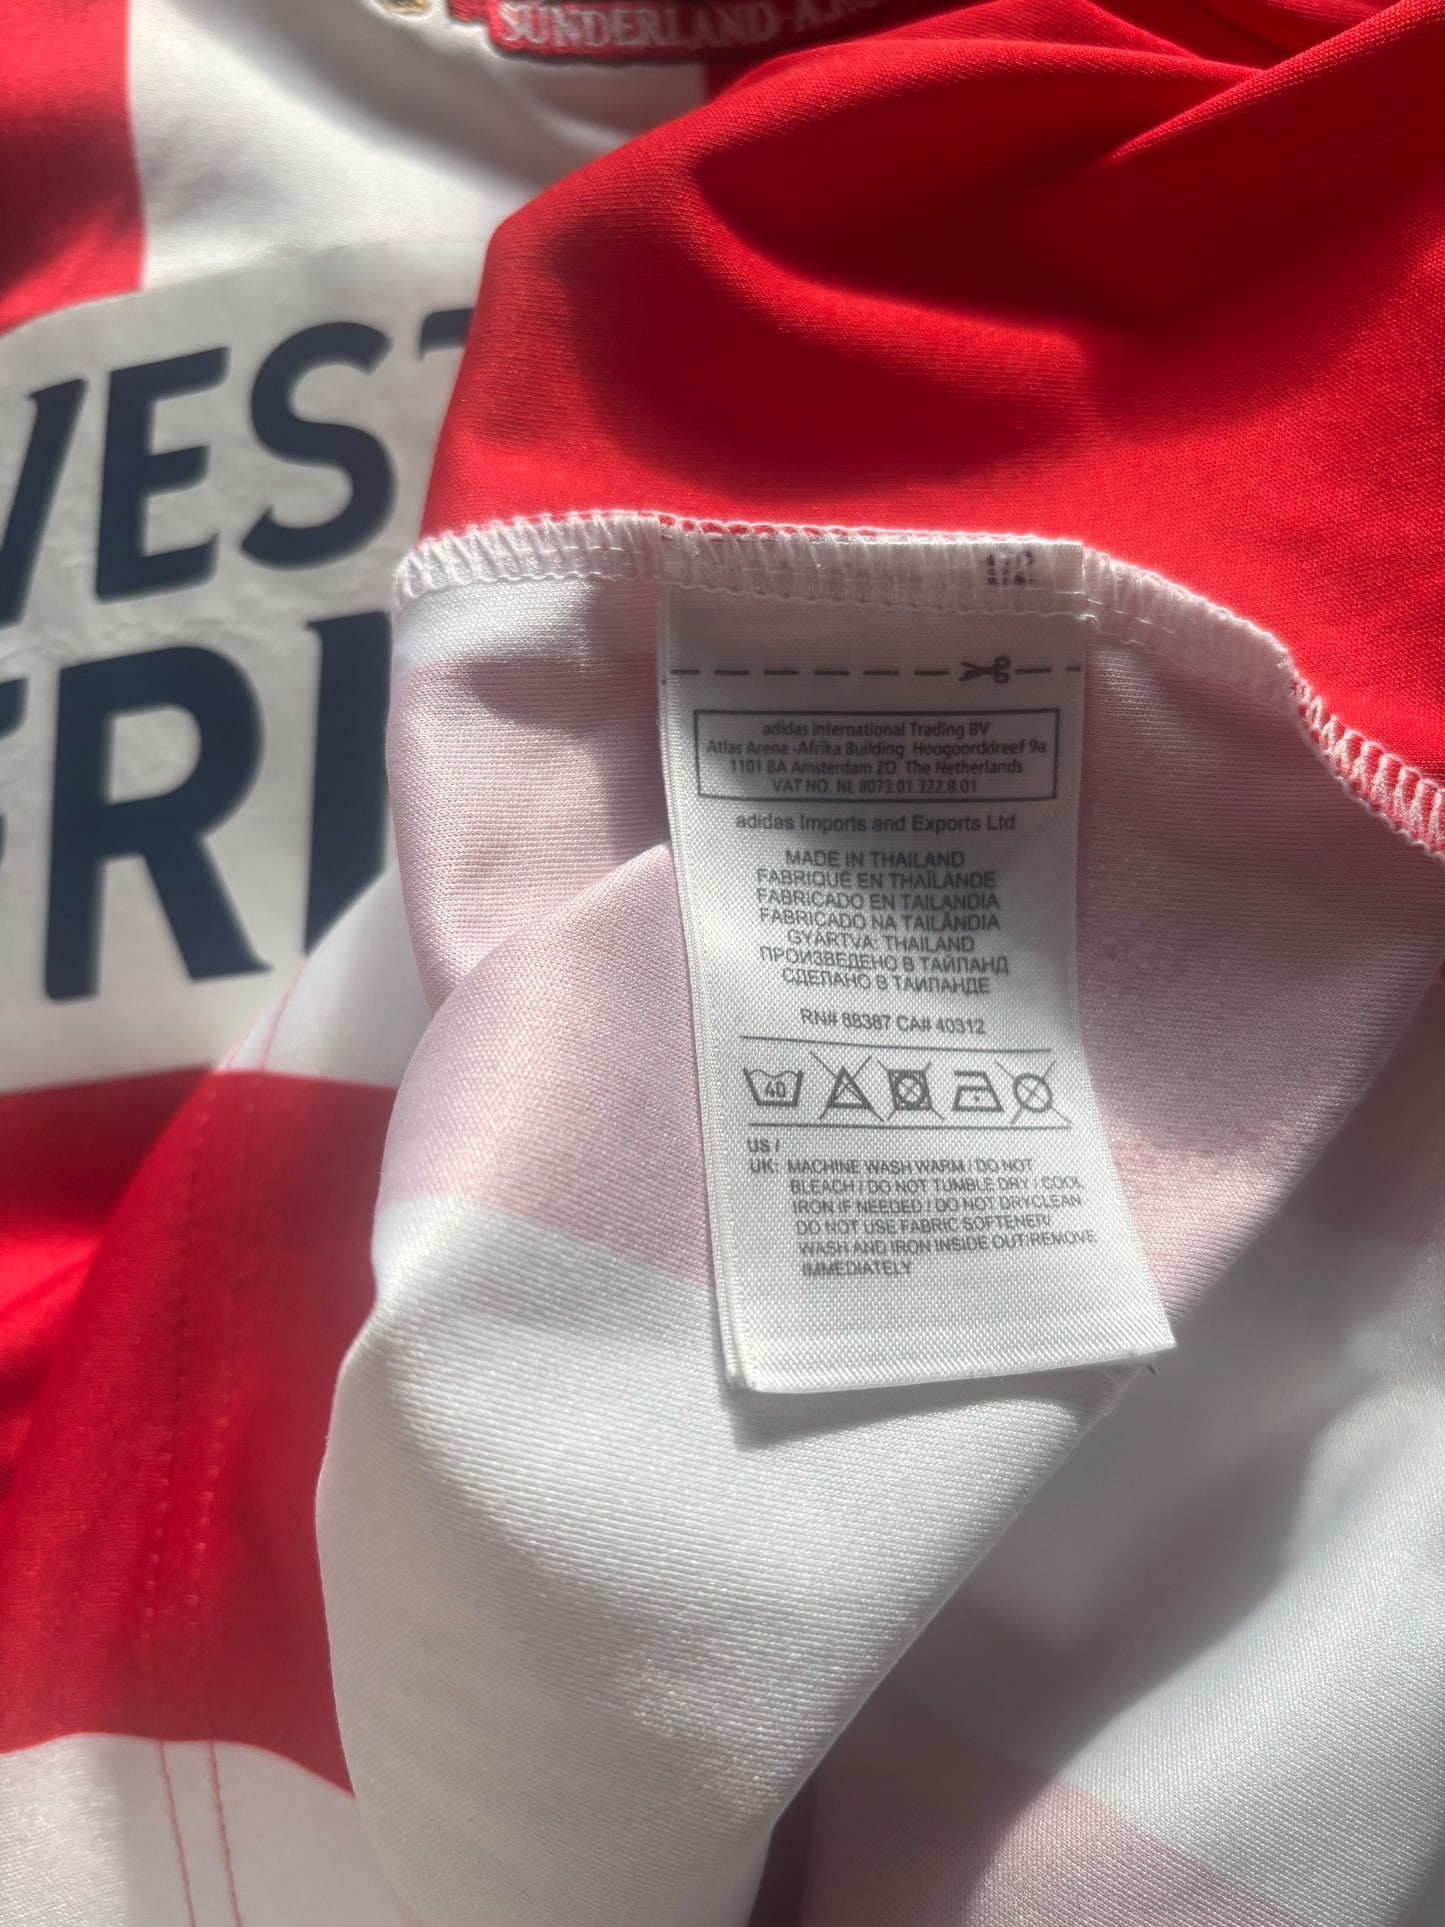 SUNDERLAND A.
VEST
FRI
adidas International Trading BV
Atlas Arena -Afrika Building Hoogoorddreef 9a
1101 BA Amsterdam ZO The Netherlands
VAT NO. NL 8073.01.322.B.01
adidas Imports and Exports Ltd
MADE IN THAILAND
FABRIQUÉ EN THAÏLANDE
FABRICADO EN TAILANDIA
FABRICADO NA TAILÂNDIA
GYÁRTVA: THAILAND
ПРОИЗВЕДЕНО В ТАЙЛАНД
СДЕЛАНО В ТАИЛАНДЕ
RN# 88387 CA# 40312
40
US /
UK: MACHINE WASH WARM / DO NOT
BLEACH / DO NOT TUMBLE DRY / COOL
IRON IF NEEDED / DO NOT DRYCLEAN
DO NOT USE FABRIC SOFTENER/
WASH AND IRON INSIDE OUT/REMOVE
IMMEDIATELY